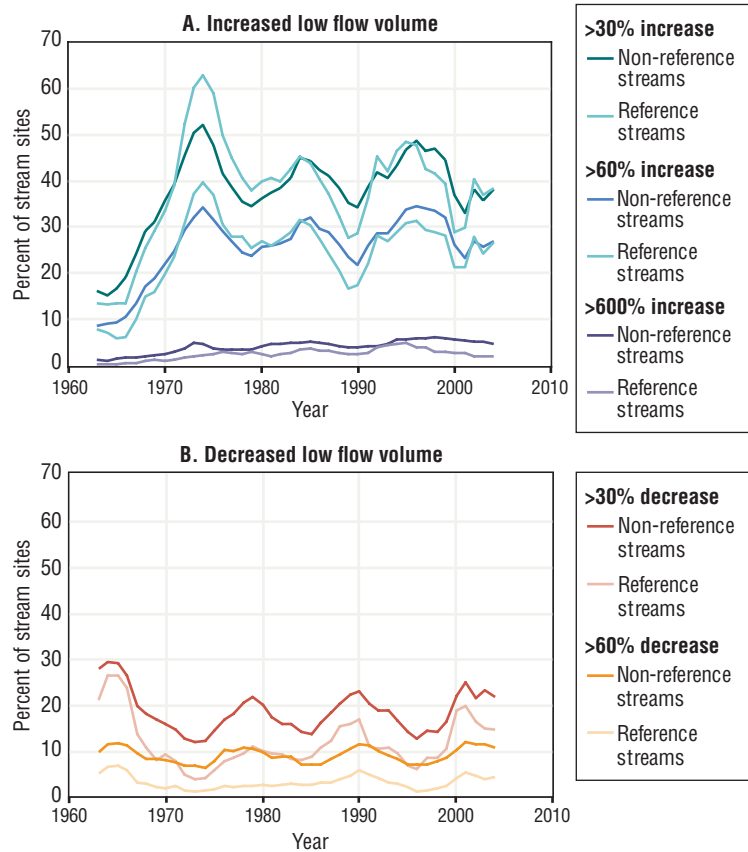 A. Increased low flow volume
Percent of stream sites
70
60
50
40
30
20
10
0
1960
1970
1980
1990
2000
2010
Year
>30% increase
Non-reference
streams
Reference
streams
>60% increase
Non-reference
streams
Reference
streams
>600% increase
Non-reference
streams
Reference
streams
B. Decreased low flow volume
Percent of stream sites
70
60
50
40
30
20
10
0
1960
1970
1980
1990
2000
2010
Year
>30% decrease
Non-reference
streams
Reference
streams
>60% decrease
Non-reference
streams
Reference
streams